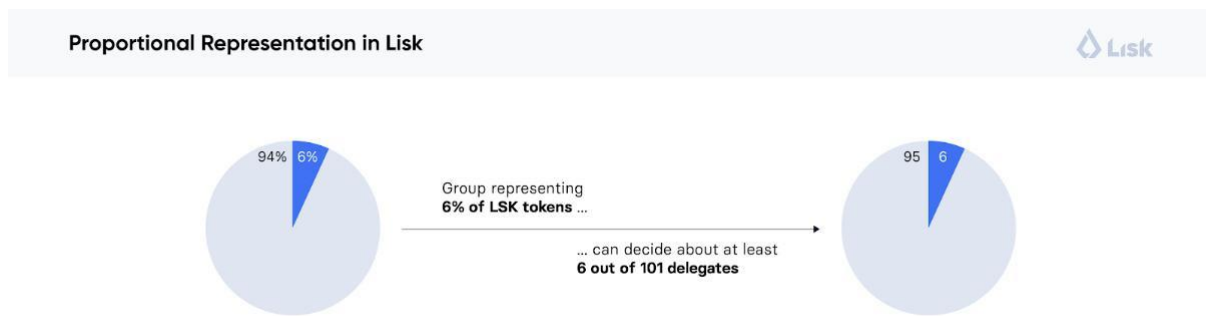 Proportional Representation in Lisk
Lısk
94% 6%
Group representing
6% of LSK tokens ...
... can decide about at least
6 out of 101 delegates
95 6